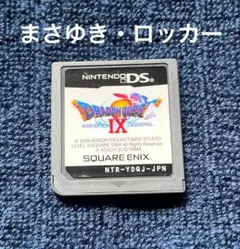 まさゆき・ロッカー
NINTENDO DS
DRAGON QUEST
IX
SQUARE ENIX
NTR-YDQJ-JPN